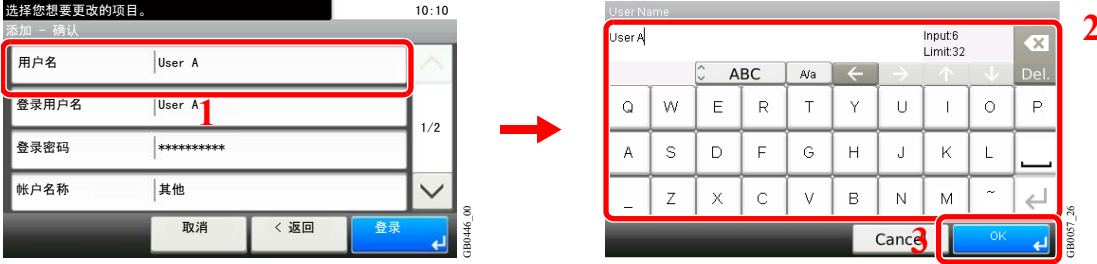 选择您想要更改的项目。 10:10
添加 - 确认
用户名 User A
登录用户名 User A
1
登录密码 **********
1/2
帐户名称 其他
取消 < 返回 登录
GB0446_00
User Name
2
User A Input:6
Limit:32
ABC A/a ← → ↑ ↓ Del.
Q W E R T Y U I O P
A S D F G H J K L
_ Z X C V B N M ~
Cance 3 OK
GB0057_26